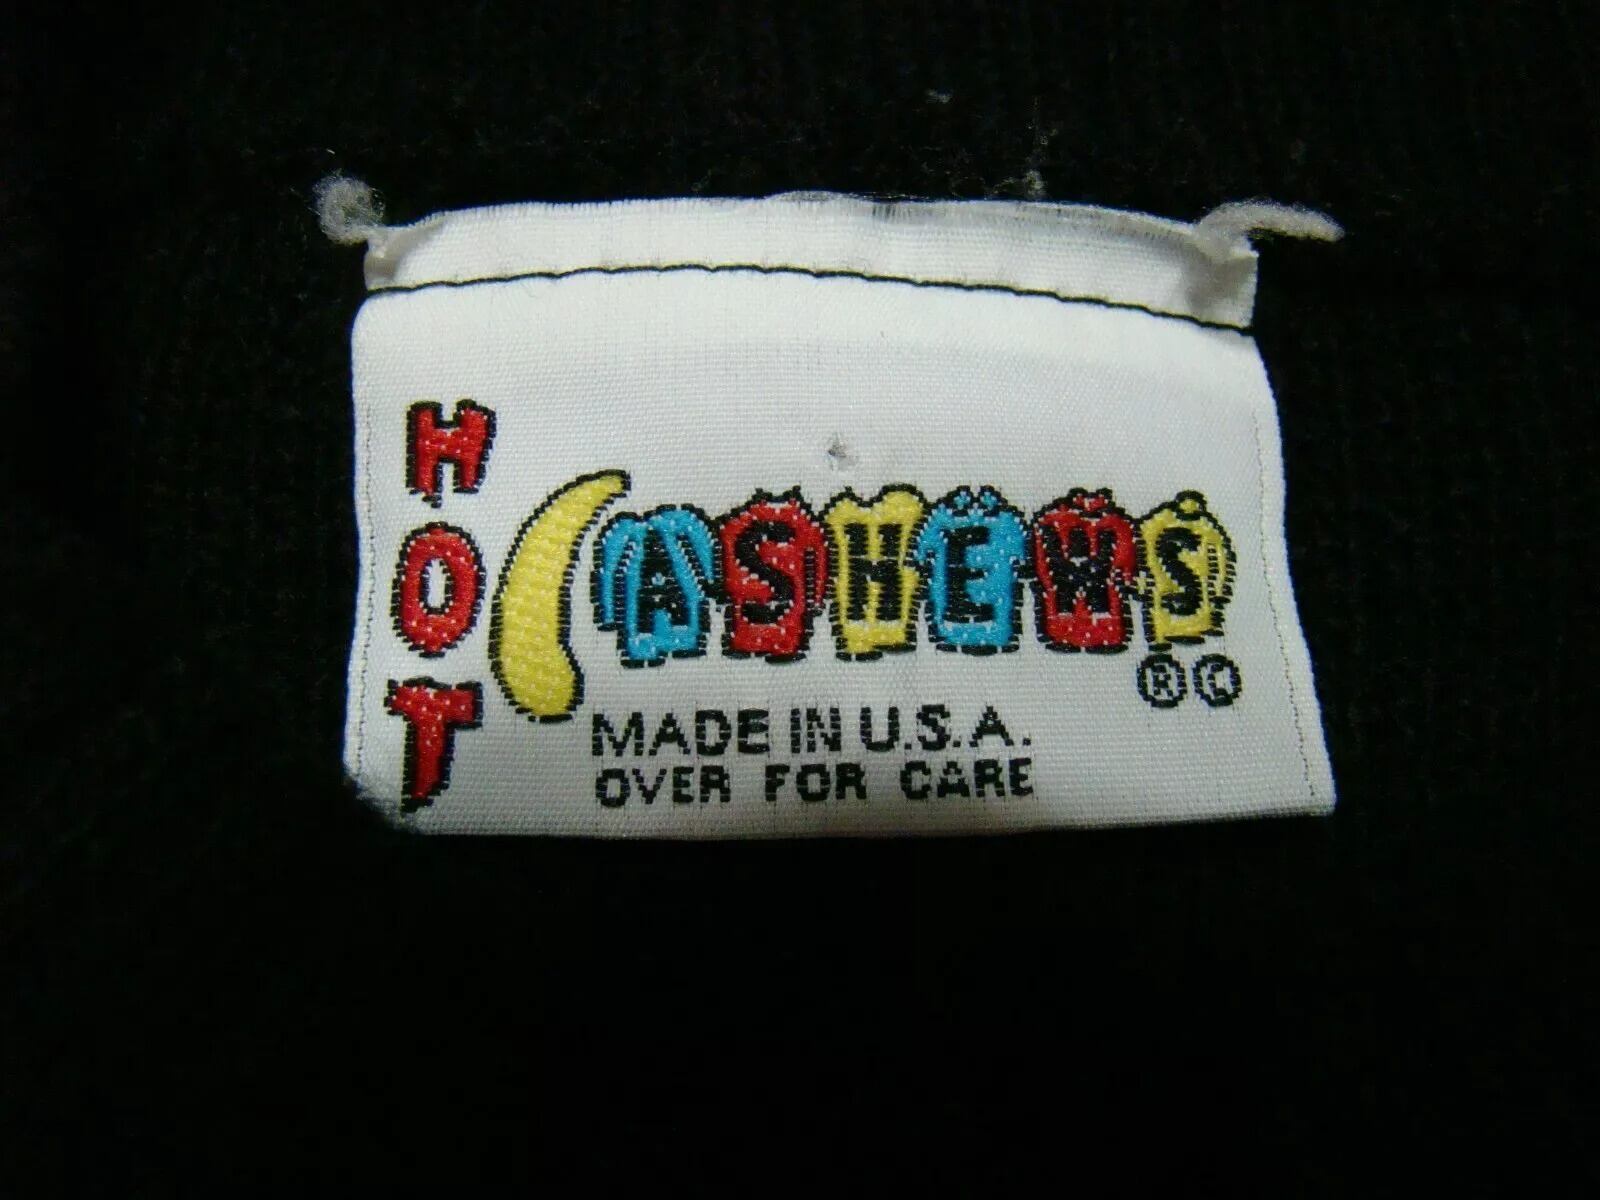 HOT
CASHEWS
®©
MADE IN U.S.A.
OVER FOR CARE